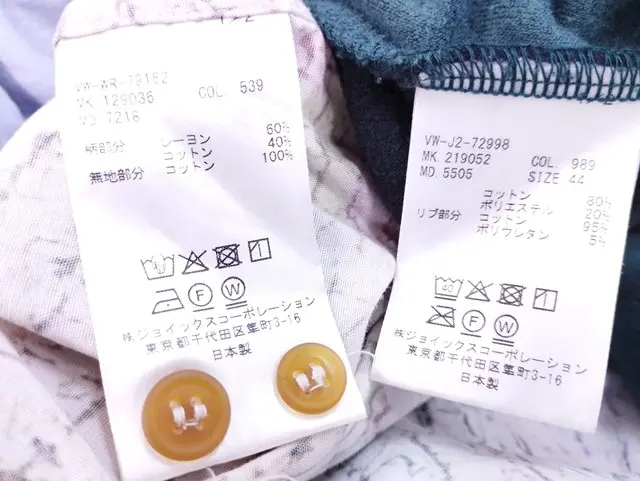 1/2
VW-WR-79162
MK. 129036 COL. 539
MD. 7216
柄部分 レーヨン 60%
コットン 40%
無地部分 コットン 100%
F W
株ジョイックスコーポレーション
東京都千代田区麹町3-16
日本製
VW-J2-72998
MK. 219052 COL. 989
MD. 5505 SIZE 44
コットン 80%
ポリエステル 20%
リブ部分 コットン 95%
ポリウレタン 5%
40
F W
株ジョイックスコーポレーション
東京都千代田区麹町3-16
日本製